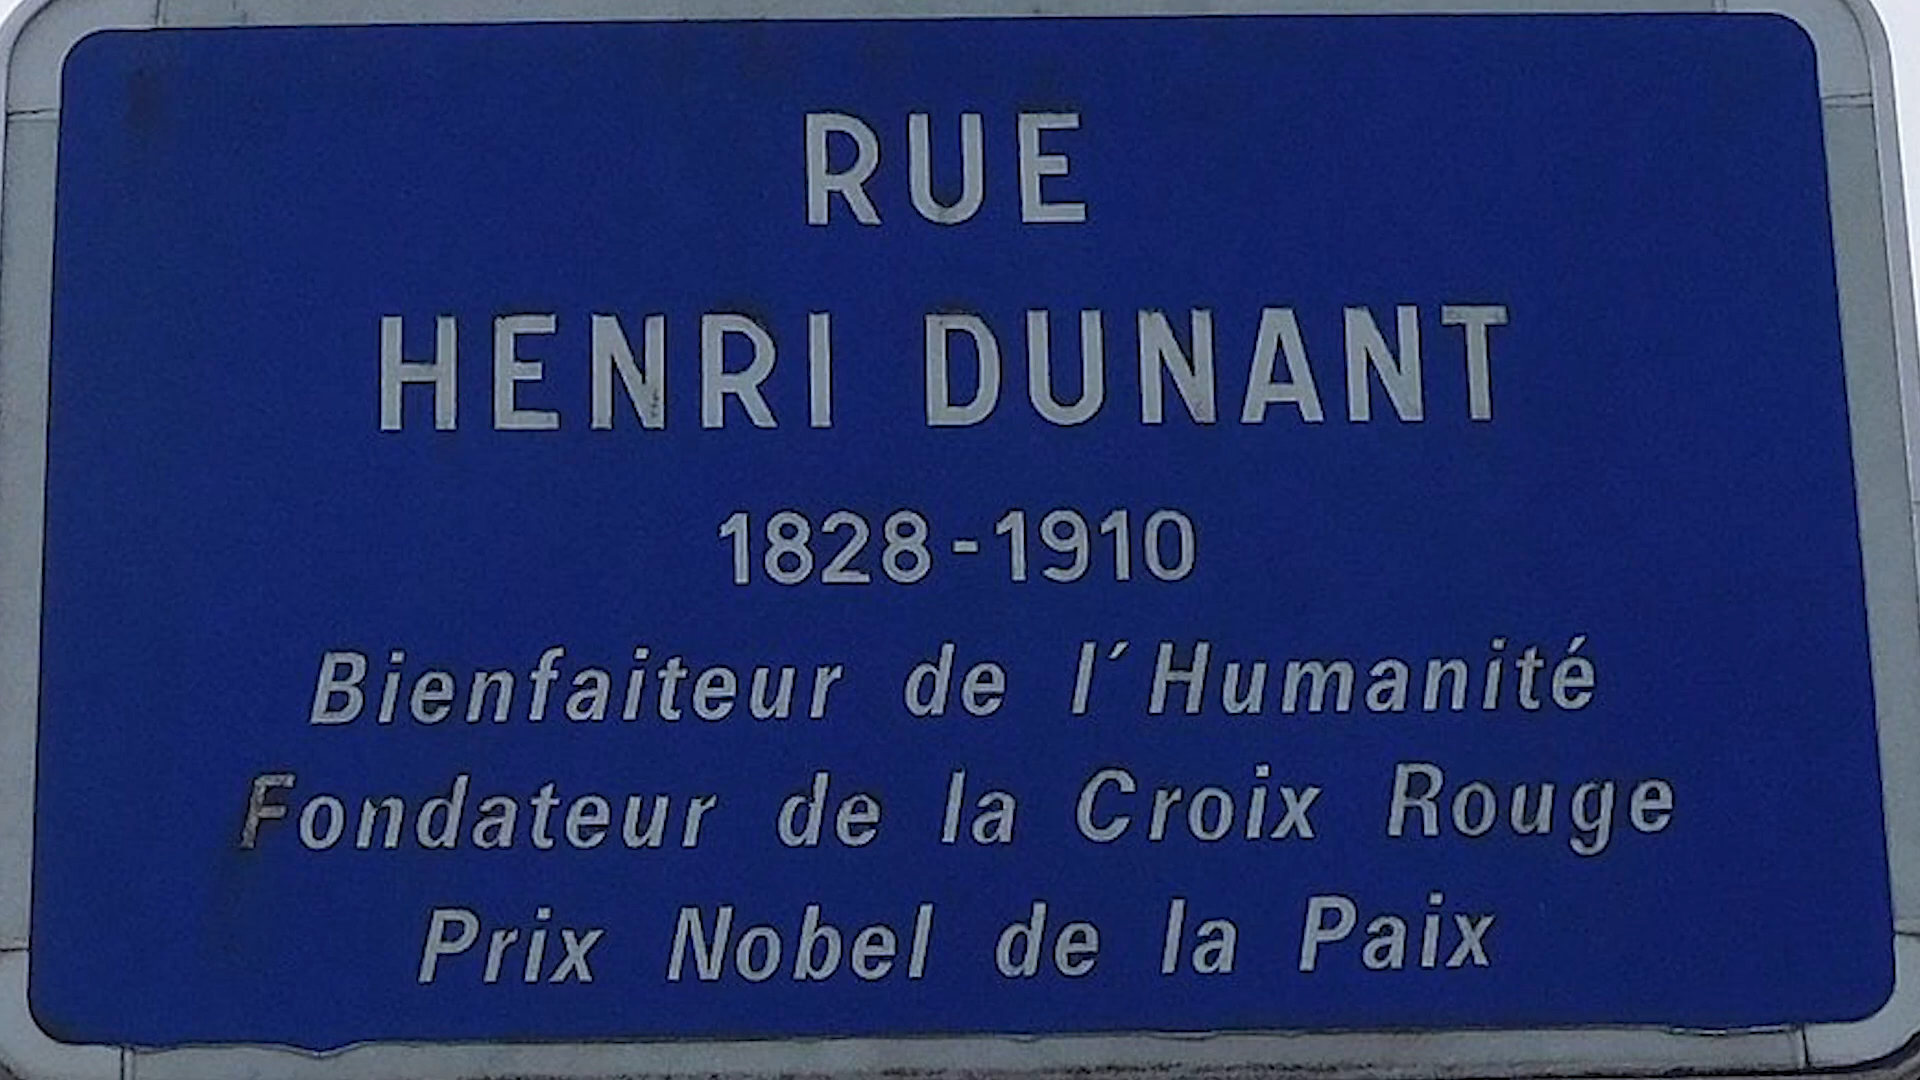 RUE
HENRI DUNANT
1828-1910
Bienfaiteur de l'Humanité
Fondateur de la Croix Rouge
Prix Nobel de la Paix